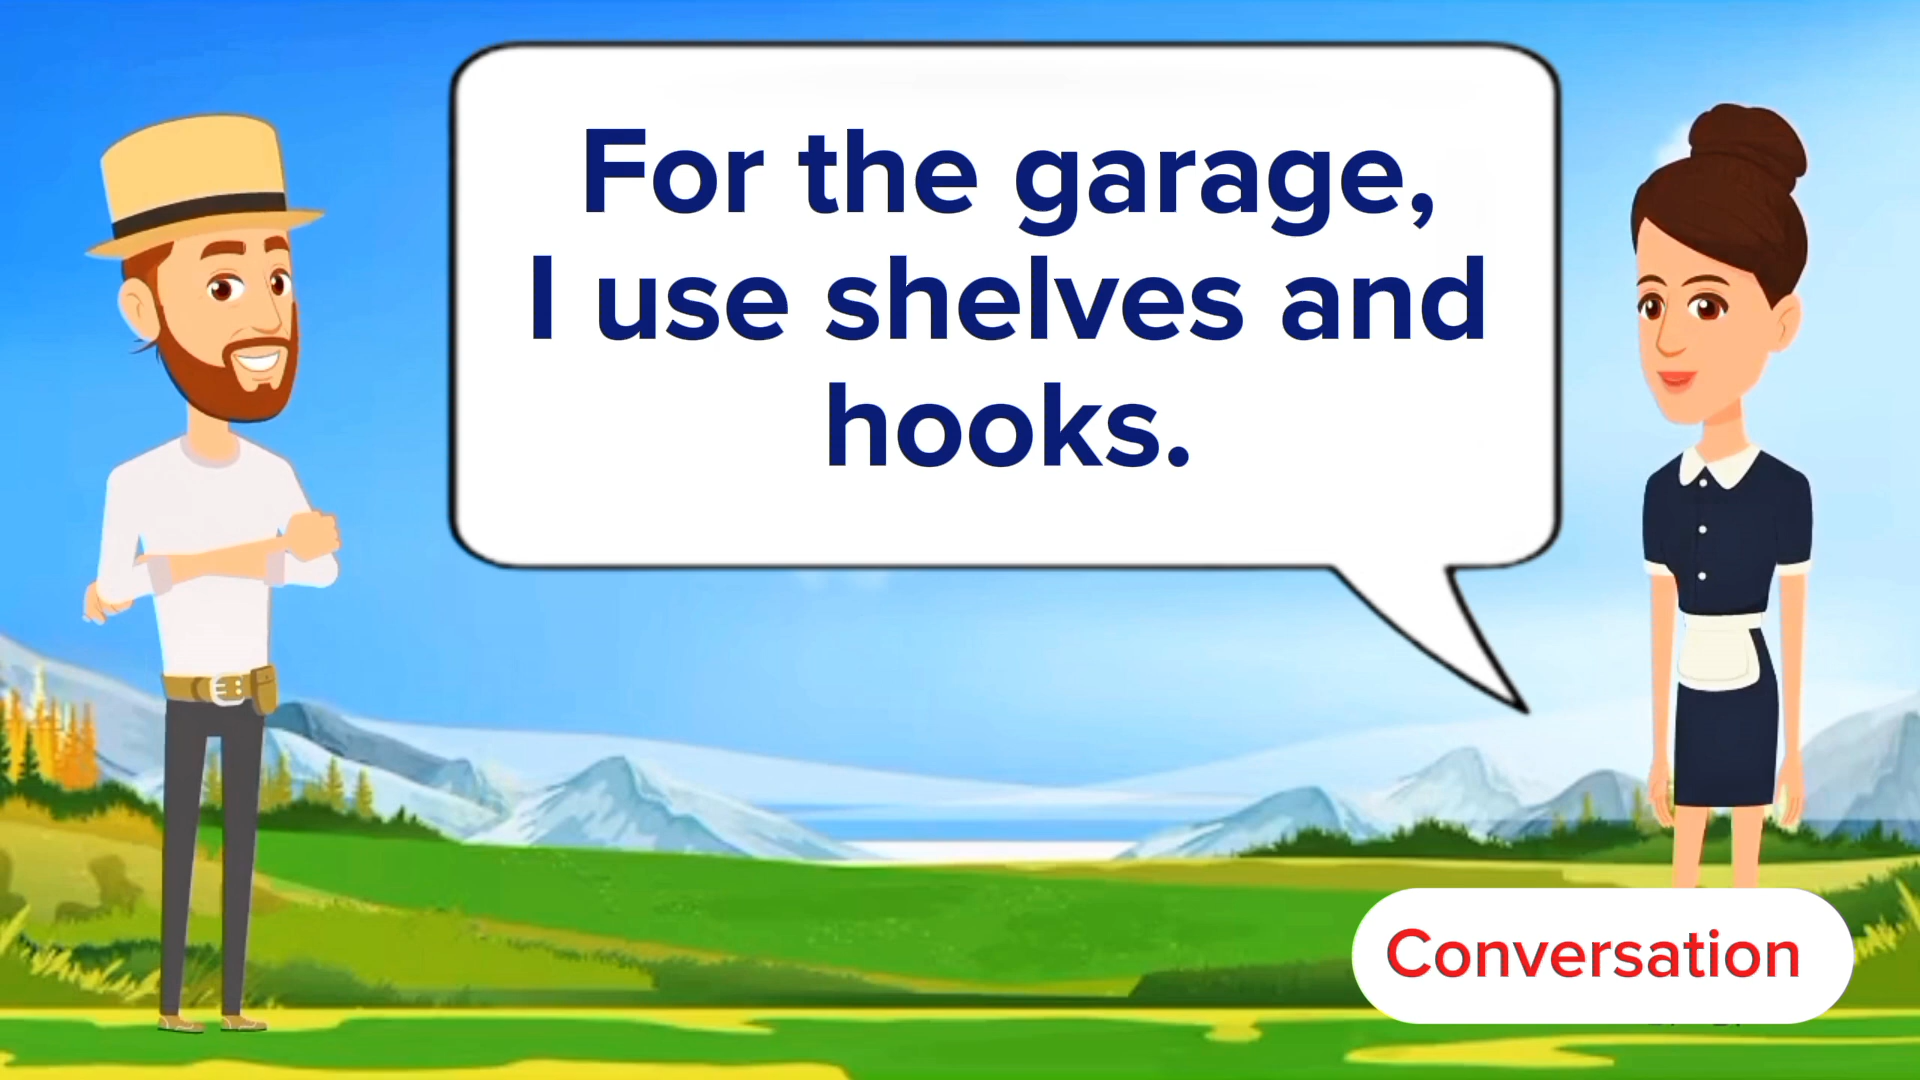 For the garage,
I use shelves and
hooks.
Conversation